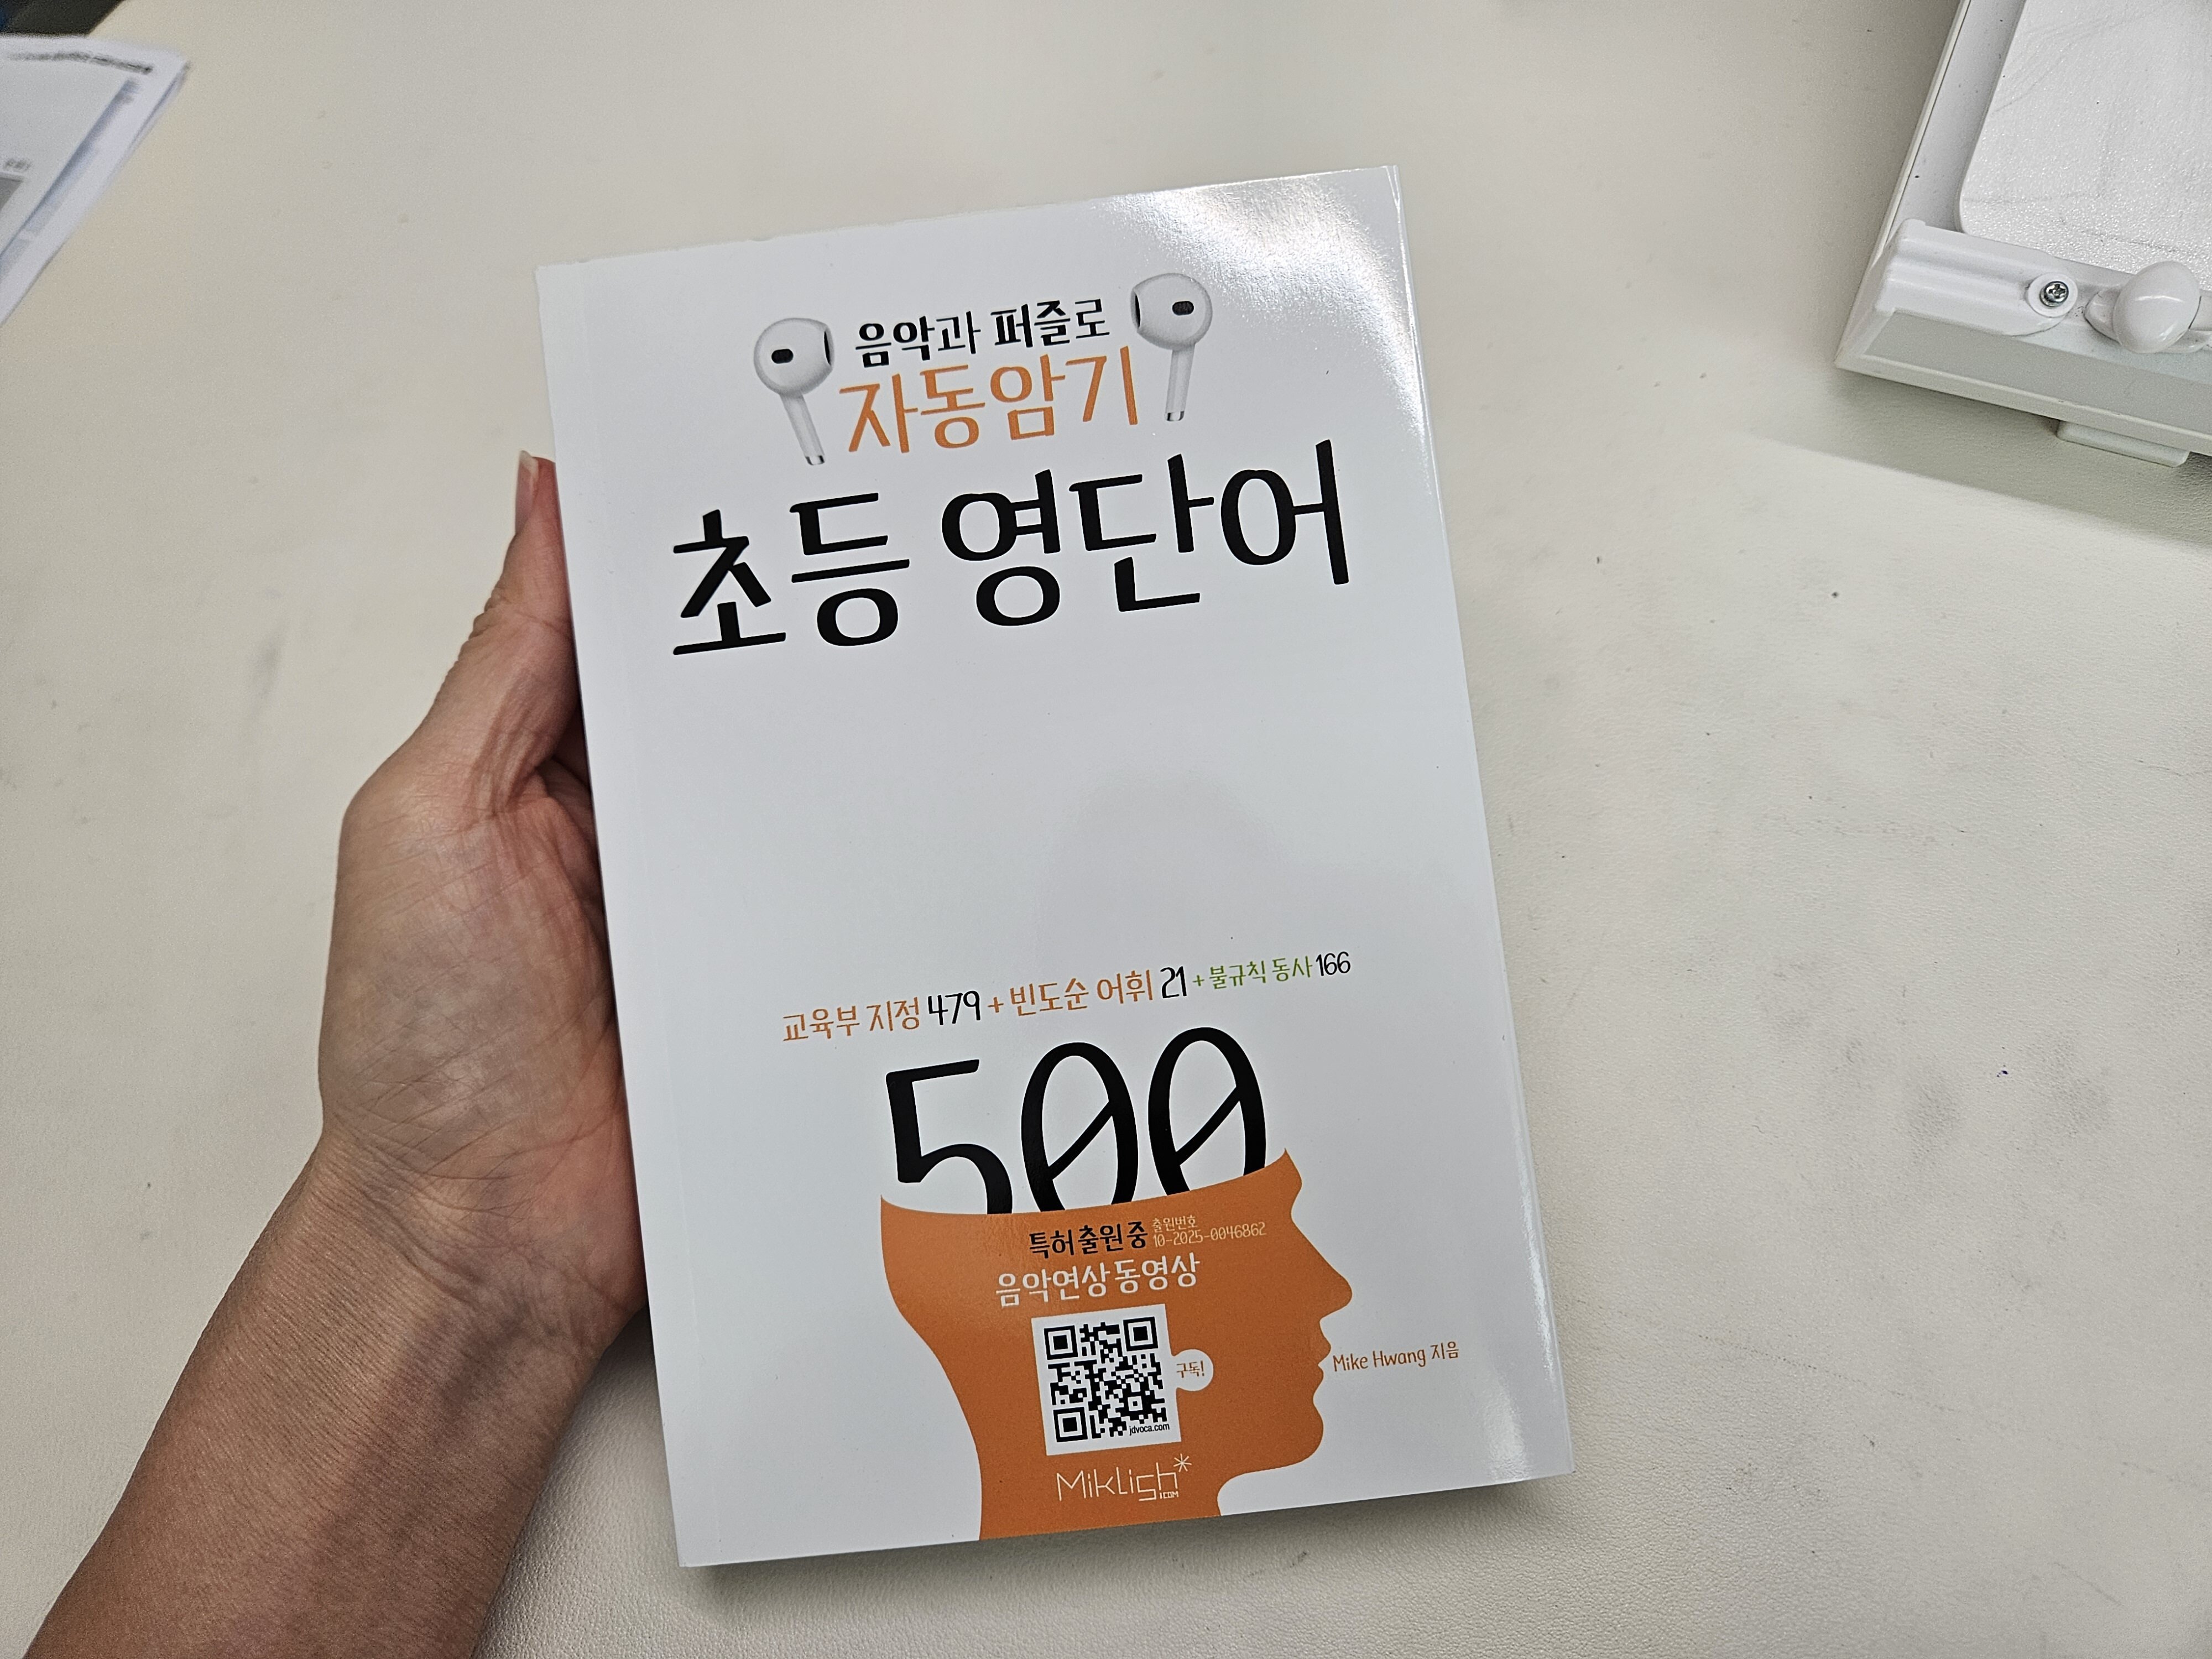 음악과 퍼즐로
자동암기
초등 영단어
교육부 지정 479 + 빈도순 어휘 21 + 불규칙 동사 166
500
특허출원 중 출원번호 10-2025-0046862
음악연상 동영상
구독!
jdvoca.com
Mike Hwang 지음
Miklish*
.COM